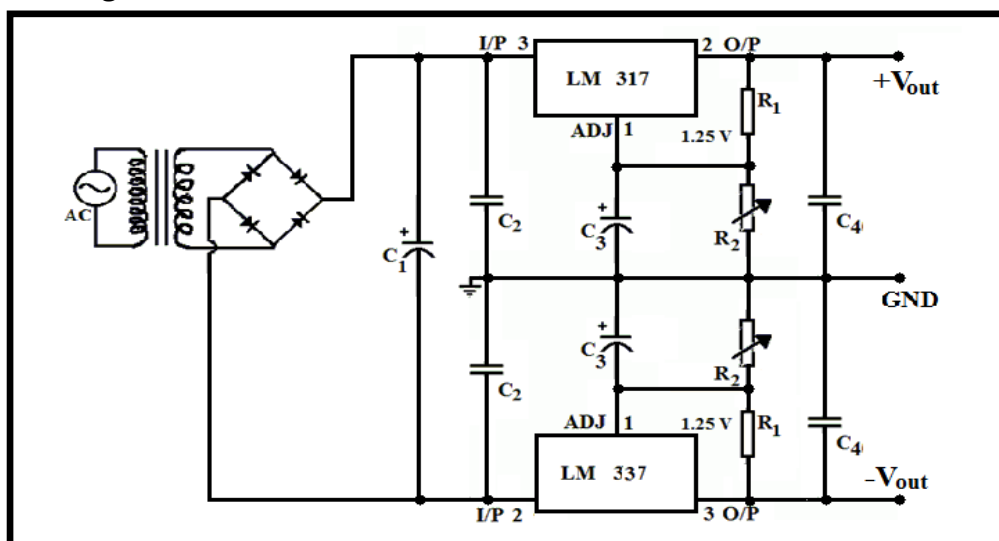 I/P 3
LM 317
2 O/P
+Vout
R1
ADJ 1
1.25 V
AC
C1
+
C2
C3
+
R2
C4
GND
C2
C3
+
R2
ADJ 1
1.25 V
R1
C4
LM 337
I/P 2
3 O/P
-Vout